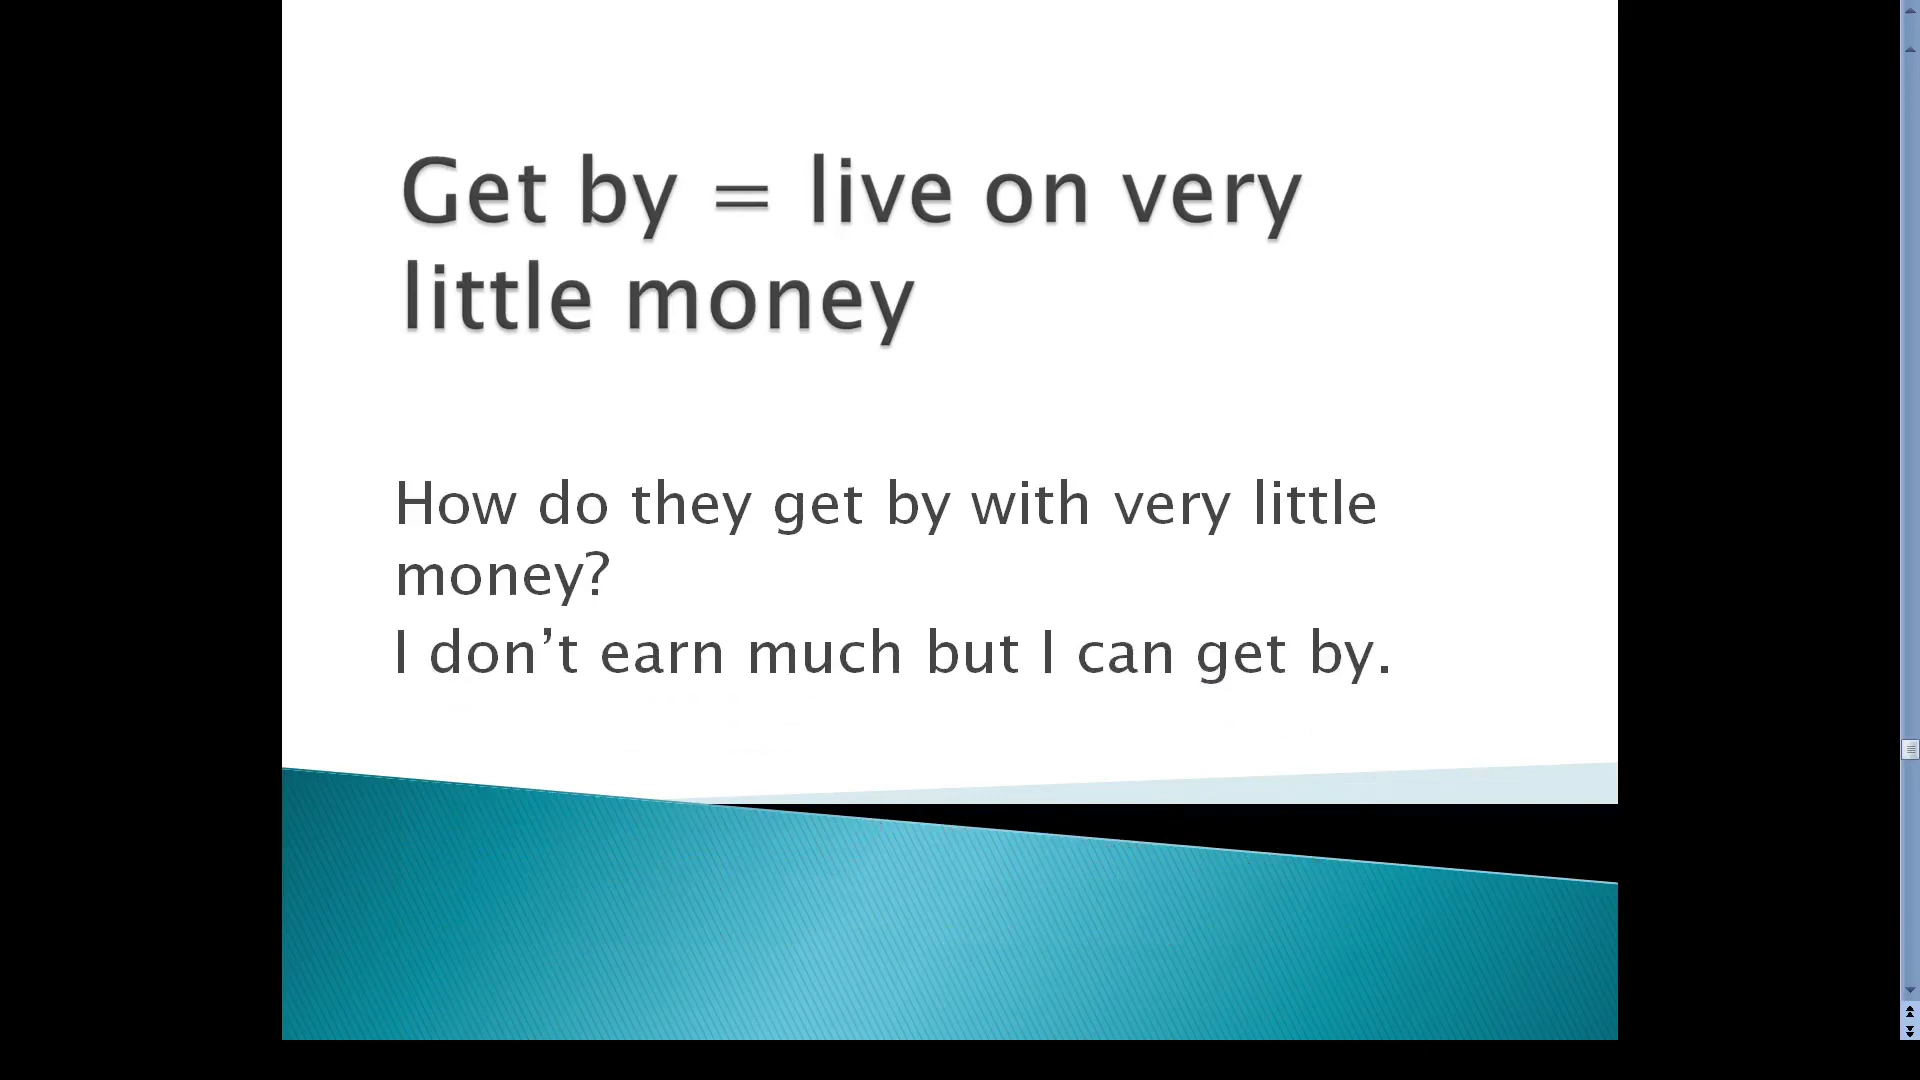 Get by = live on very
little money
How do they get by with very little
money?
I don’t earn much but I can get by.